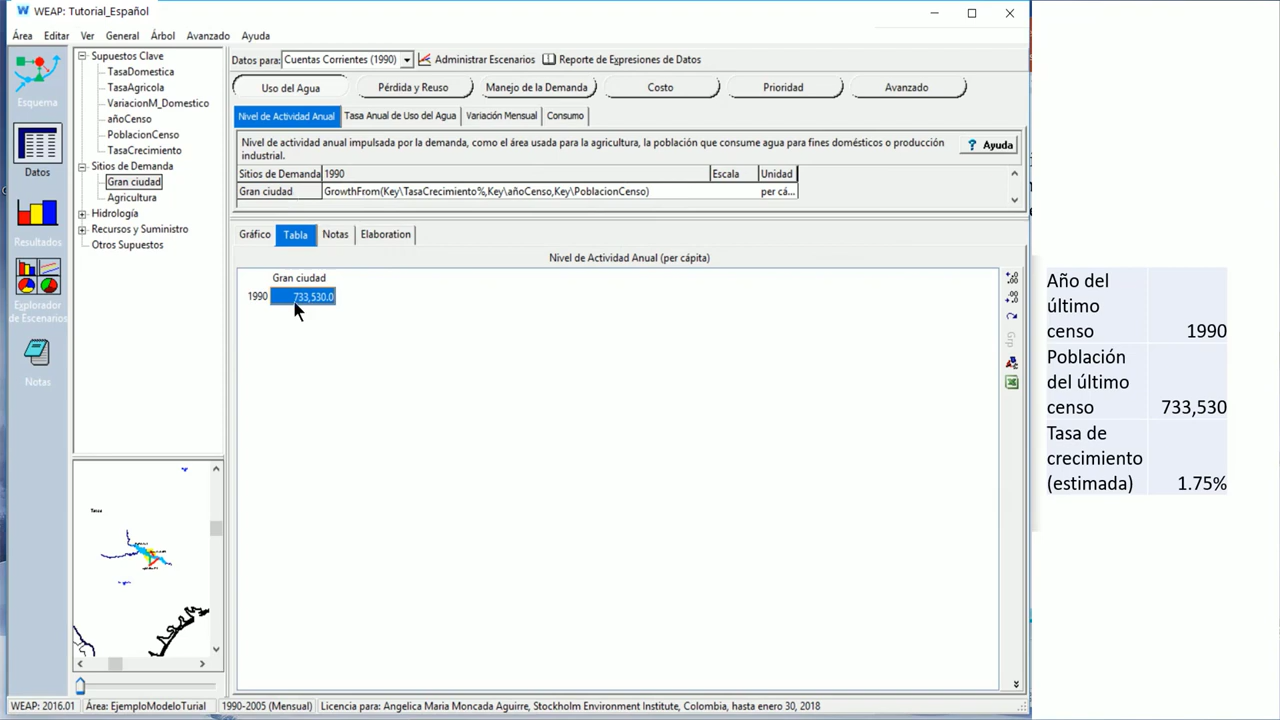 WEAP: Tutorial_Español
Área Editar Ver General Árbol Avanzado Ayuda
Esquema
Datos
Resultados
Explorador
de Escenarios
Notas
Supuestos Clave
TasaDomestica
TasaAgricola
VariacionM_Domestico
añoCenso
PoblacionCenso
TasaCrecimiento
Sitios de Demanda
Gran ciudad
Agricultura
Hidrología
Recursos y Suministro
Otros Supuestos
Datos para: Cuentas Corrientes (1990) Administrar Escenarios Reporte de Expresiones de Datos
Uso del Agua Pérdida y Reuso Manejo de la Demanda Costo Prioridad Avanzado
Nivel de Actividad Anual Tasa Anual de Uso del Agua Variación Mensual Consumo
Nivel de actividad anual impulsada por la demanda, como el área usada para la agricultura, la población que consume agua para fines domésticos o producción
industrial.
? Ayuda
Sitios de Demanda 1990 Escala Unidad
Gran ciudad GrowthFrom(Key\TasaCrecimiento%,Key\añoCenso,Key\PoblacionCenso) per cá...
Gráfico Tabla Notas Elaboration
Nivel de Actividad Anual (per cápita)
Gran ciudad
1990 733,530.0
Grp
Año del
último
censo 1990
Población
del último
censo 733,530
Tasa de
crecimiento
(estimada) 1.75%
WEAP: 2016.01 Área: EjemploModeloTurial 1990-2005 (Mensual) Licencia para: Angelica Maria Moncada Aguirre, Stockholm Environment Institute, Colombia, hasta enero 30, 2018